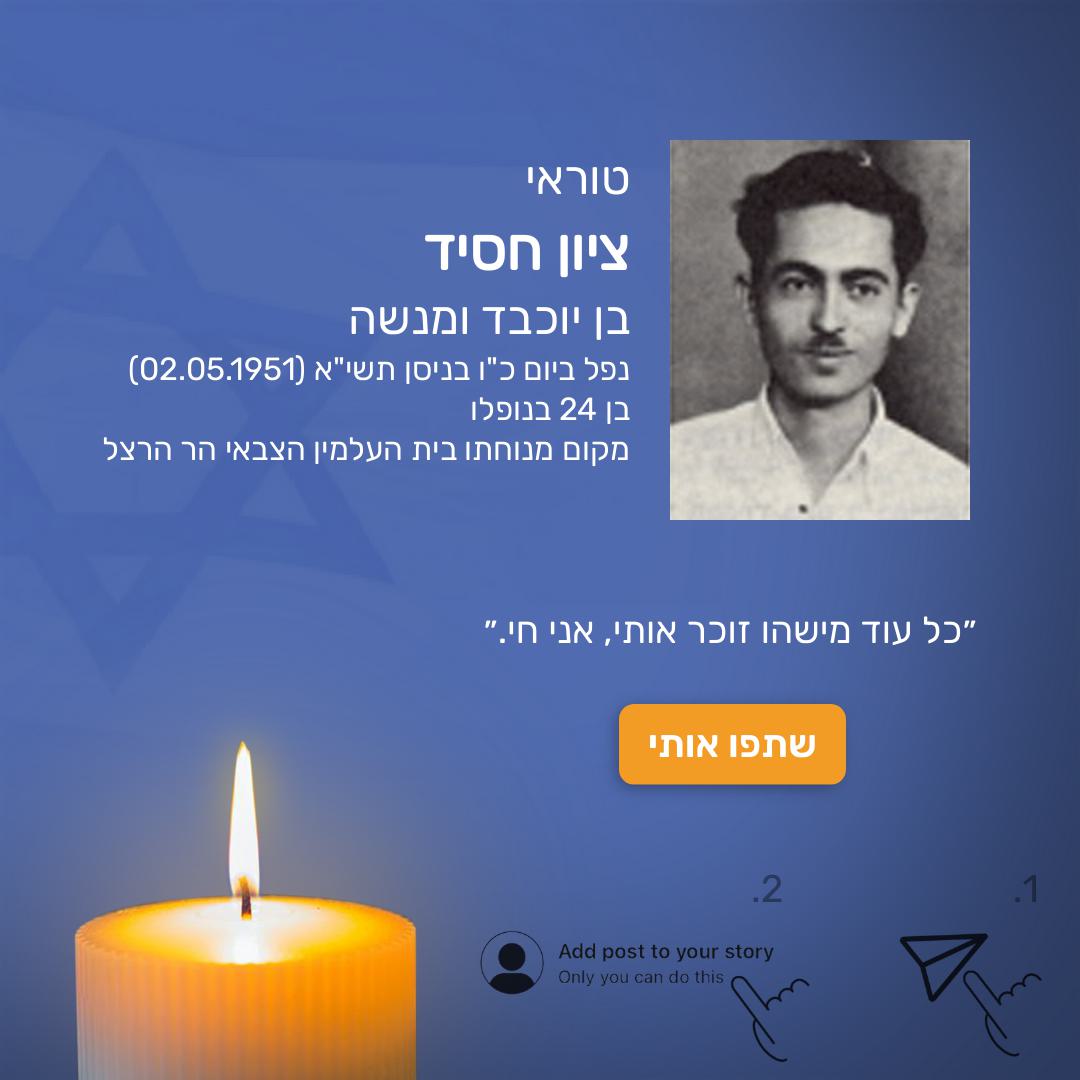 טוראי
ציון חסיד
בן יוכבד ומנשה
נפל ביום כ"ו בניסן תשי"א (02.05.1951)
בן 24 בנופלו
מקום מנוחתו בית העלמין הצבאי הר הרצל
״כל עוד מישהו זוכר אותי, אני חי.״
שתפו אותי
1.
2.
Add post to your story
Only you can do this